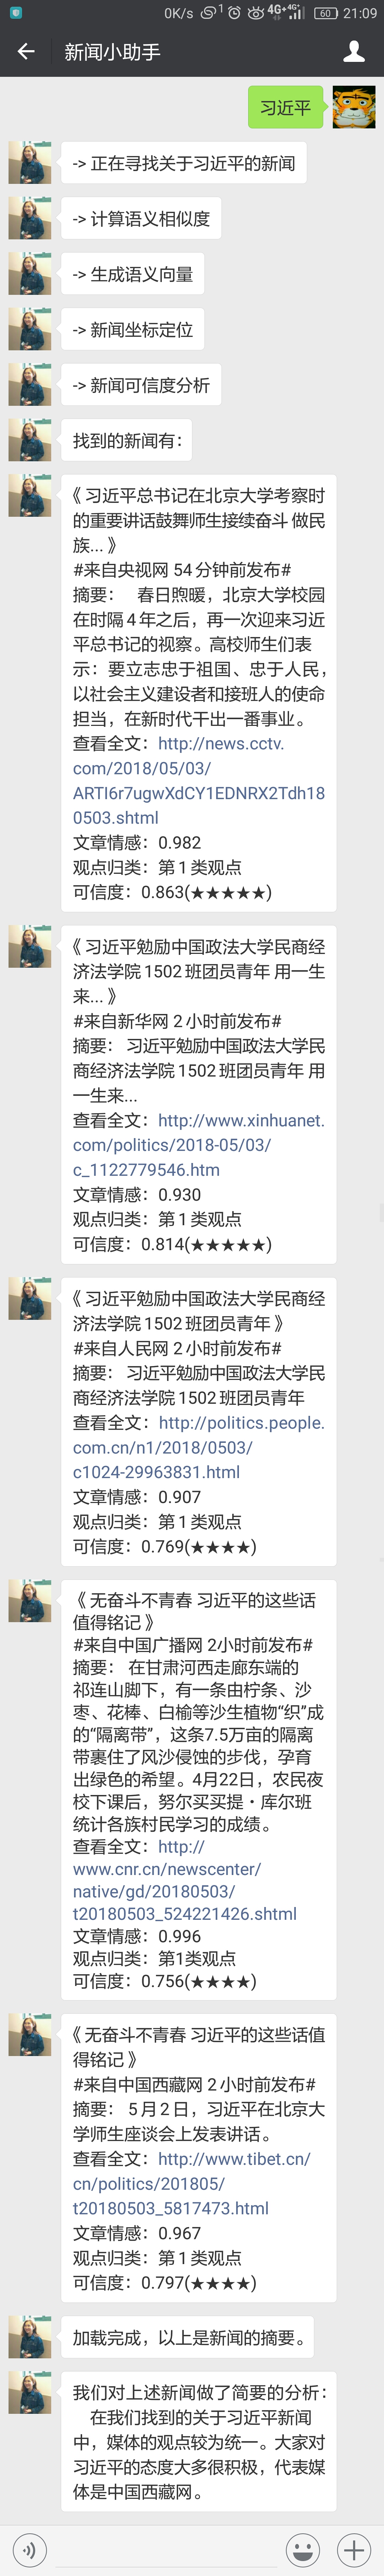 0K/s 1 4G+ 4G+ 60 21:09
新闻小助手
习近平
-> 正在寻找关于习近平的新闻
-> 计算语义相似度
-> 生成语义向量
-> 新闻坐标定位
-> 新闻可信度分析
找到的新闻有：
《 习近平总书记在北京大学考察时
的重要讲话鼓舞师生接续奋斗 做民
族... 》
#来自央视网 54分钟前发布#
摘要： 春日煦暖，北京大学校园
在时隔 4 年之后，再一次迎来习近
平总书记的视察。高校师生们表
示：要立志忠于祖国、忠于人民，
以社会主义建设者和接班人的使命
担当，在新时代干出一番事业。
查看全文：http://news.cctv.
com/2018/05/03/
ARTI6r7ugwXdCY1EDNRX2Tdh18
0503.shtml
文章情感：0.982
观点归类：第 1 类观点
可信度：0.863(★★★★★)
《 习近平勉励中国政法大学民商经
济法学院 1502 班团员青年 用一生
来... 》
#来自新华网 2 小时前发布#
摘要： 习近平勉励中国政法大学民
商经济法学院 1502 班团员青年 用
一生来...
查看全文：http://www.xinhuanet.
com/politics/2018-05/03/
c_1122779546.htm
文章情感：0.930
观点归类：第 1 类观点
可信度：0.814(★★★★★)
《 习近平勉励中国政法大学民商经
济法学院 1502 班团员青年 》
#来自人民网 2 小时前发布#
摘要： 习近平勉励中国政法大学民
商经济法学院 1502 班团员青年
查看全文：http://politics.people.
com.cn/n1/2018/0503/
c1024-29963831.html
文章情感：0.907
观点归类：第 1 类观点
可信度：0.769(★★★★)
《 无奋斗不青春 习近平的这些话
值得铭记 》
#来自中国广播网 2小时前发布#
摘要： 在甘肃河西走廊东端的
祁连山脚下，有一条由柠条、沙
枣、花棒、白榆等沙生植物“织”成
的“隔离带”，这条7.5万亩的隔离
带裹住了风沙侵蚀的步伐，孕育
出绿色的希望。4月22日，农民夜
校下课后，努尔买买提・库尔班
统计各族村民学习的成绩。
查看全文：http://
www.cnr.cn/newscenter/
native/gd/20180503/
t20180503_524221426.shtml
文章情感：0.996
观点归类：第1类观点
可信度：0.756(★★★★)
《 无奋斗不青春 习近平的这些话值
得铭记 》
#来自中国西藏网 2 小时前发布#
摘要： 5 月 2 日，习近平在北京大
学师生座谈会上发表讲话。
查看全文：http://www.tibet.cn/
cn/politics/201805/
t20180503_5817473.html
文章情感：0.967
观点归类：第 1 类观点
可信度：0.797(★★★★)
加载完成，以上是新闻的摘要。
我们对上述新闻做了简要的分析：
在我们找到的关于习近平新闻
中，媒体的观点较为统一。大家对
习近平的态度大多很积极，代表媒
体是中国西藏网。